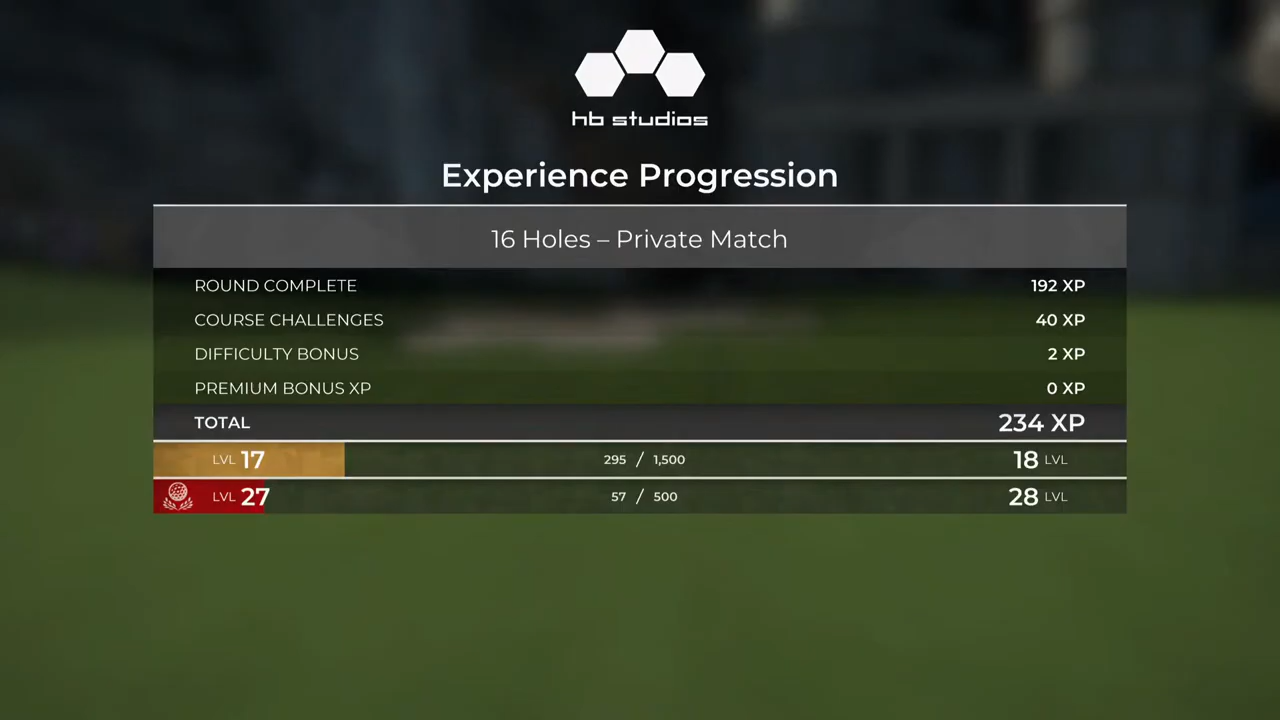 hb studios
Experience Progression
16 Holes – Private Match
ROUND COMPLETE 192 XP
COURSE CHALLENGES 40 XP
DIFFICULTY BONUS 2 XP
PREMIUM BONUS XP 0 XP
TOTAL 234 XP
LVL 17 295 / 1,500 18 LVL
LVL 27 57 / 500 28 LVL